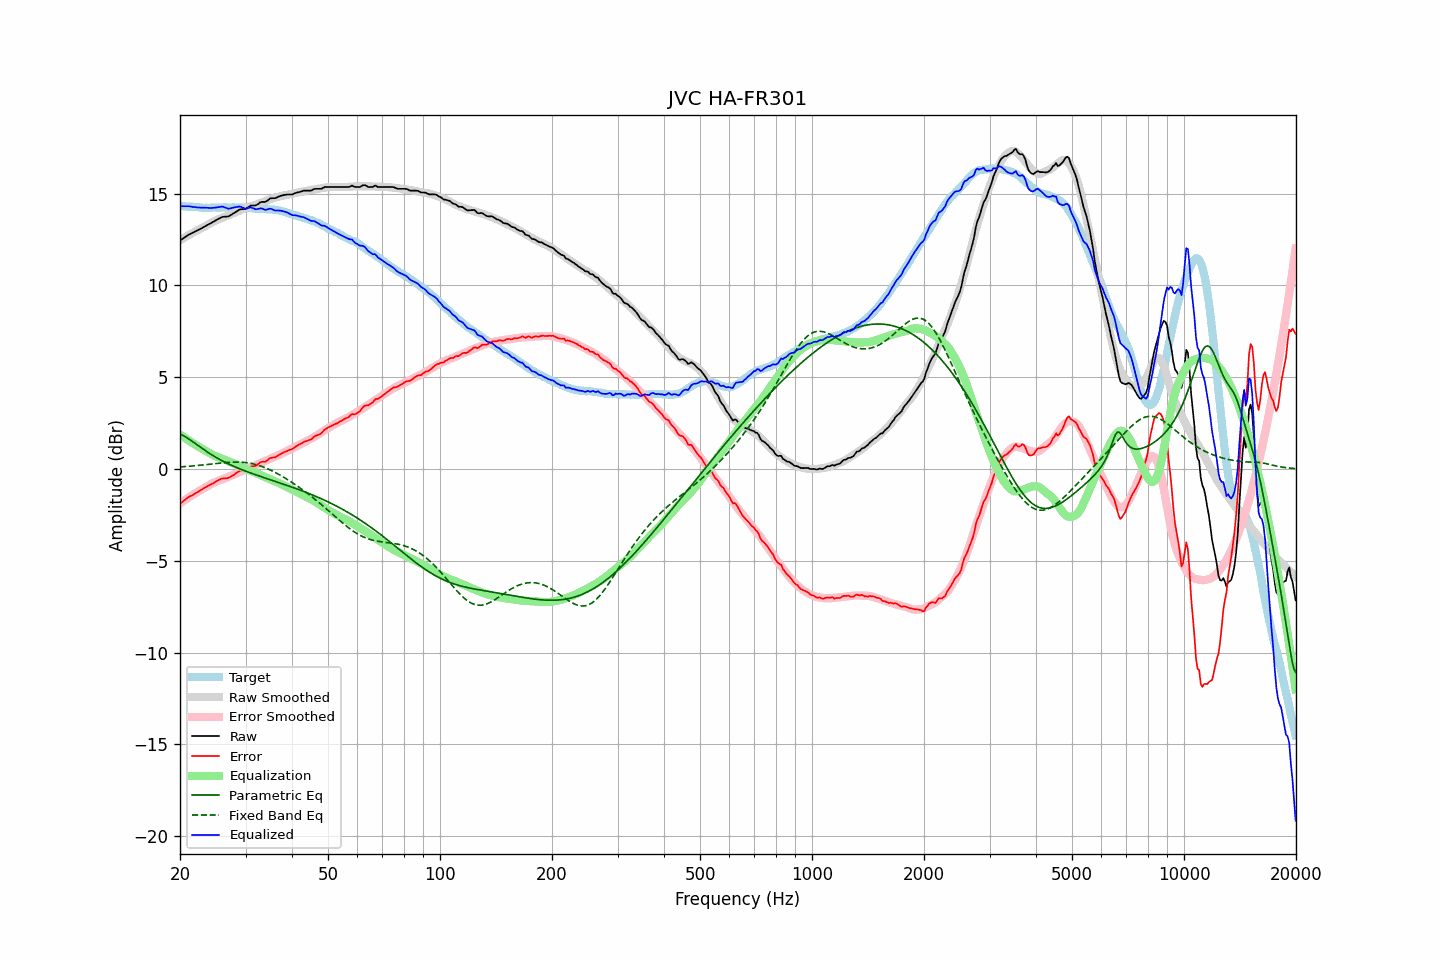 JVC HA-FR301
Amplitude (dBr)
15
10
5
0
−5
−10
−15
−20
Target
Raw Smoothed
Error Smoothed
Raw
Error
Equalization
Parametric Eq
Fixed Band Eq
Equalized
20 50 100 200 500 1000 2000 5000 10000 20000
Frequency (Hz)